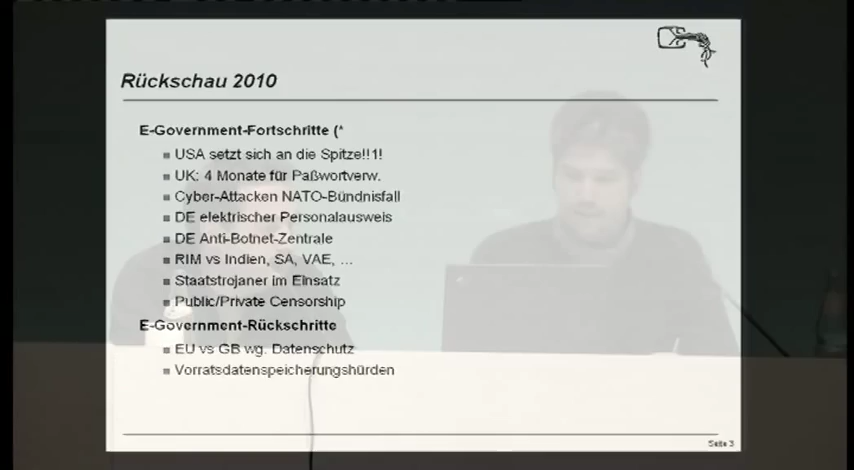 Rückschau 2010
E-Government-Fortschritte (*
USA setzt sich an die Spitze!!1!
UK: 4 Monate für Paßwortverw.
Cyber-Attacken NATO-Bündnisfall
DE elektrischer Personalausweis
DE Anti-Botnet-Zentrale
RIM vs Indien, SA, VAE, ...
Staatstrojaner im Einsatz
Public/Private Censorship
E-Government-Rückschritte
EU vs GB wg. Datenschutz
Vorratsdatenspeicherungshürden
Seite 3